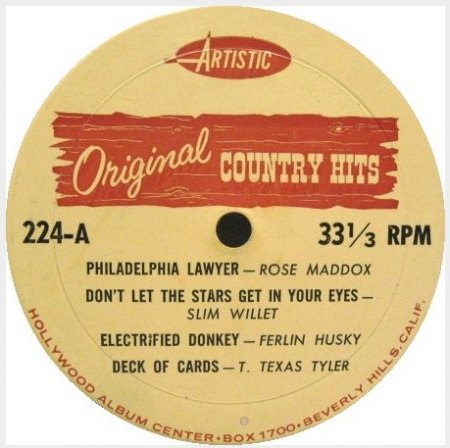 ARTISTIC
Original COUNTRY HITS
224-A 33 1/3 RPM
PHILADELPHIA LAWYER — ROSE MADDOX
DON'T LET THE STARS GET IN YOUR EYES —
SLIM WILLET
ELECTRIFIED DONKEY — FERLIN HUSKY
DECK OF CARDS — T. TEXAS TYLER
HOLLYWOOD ALBUM CENTER • BOX 1700 • BEVERLY HILLS, CALIF.